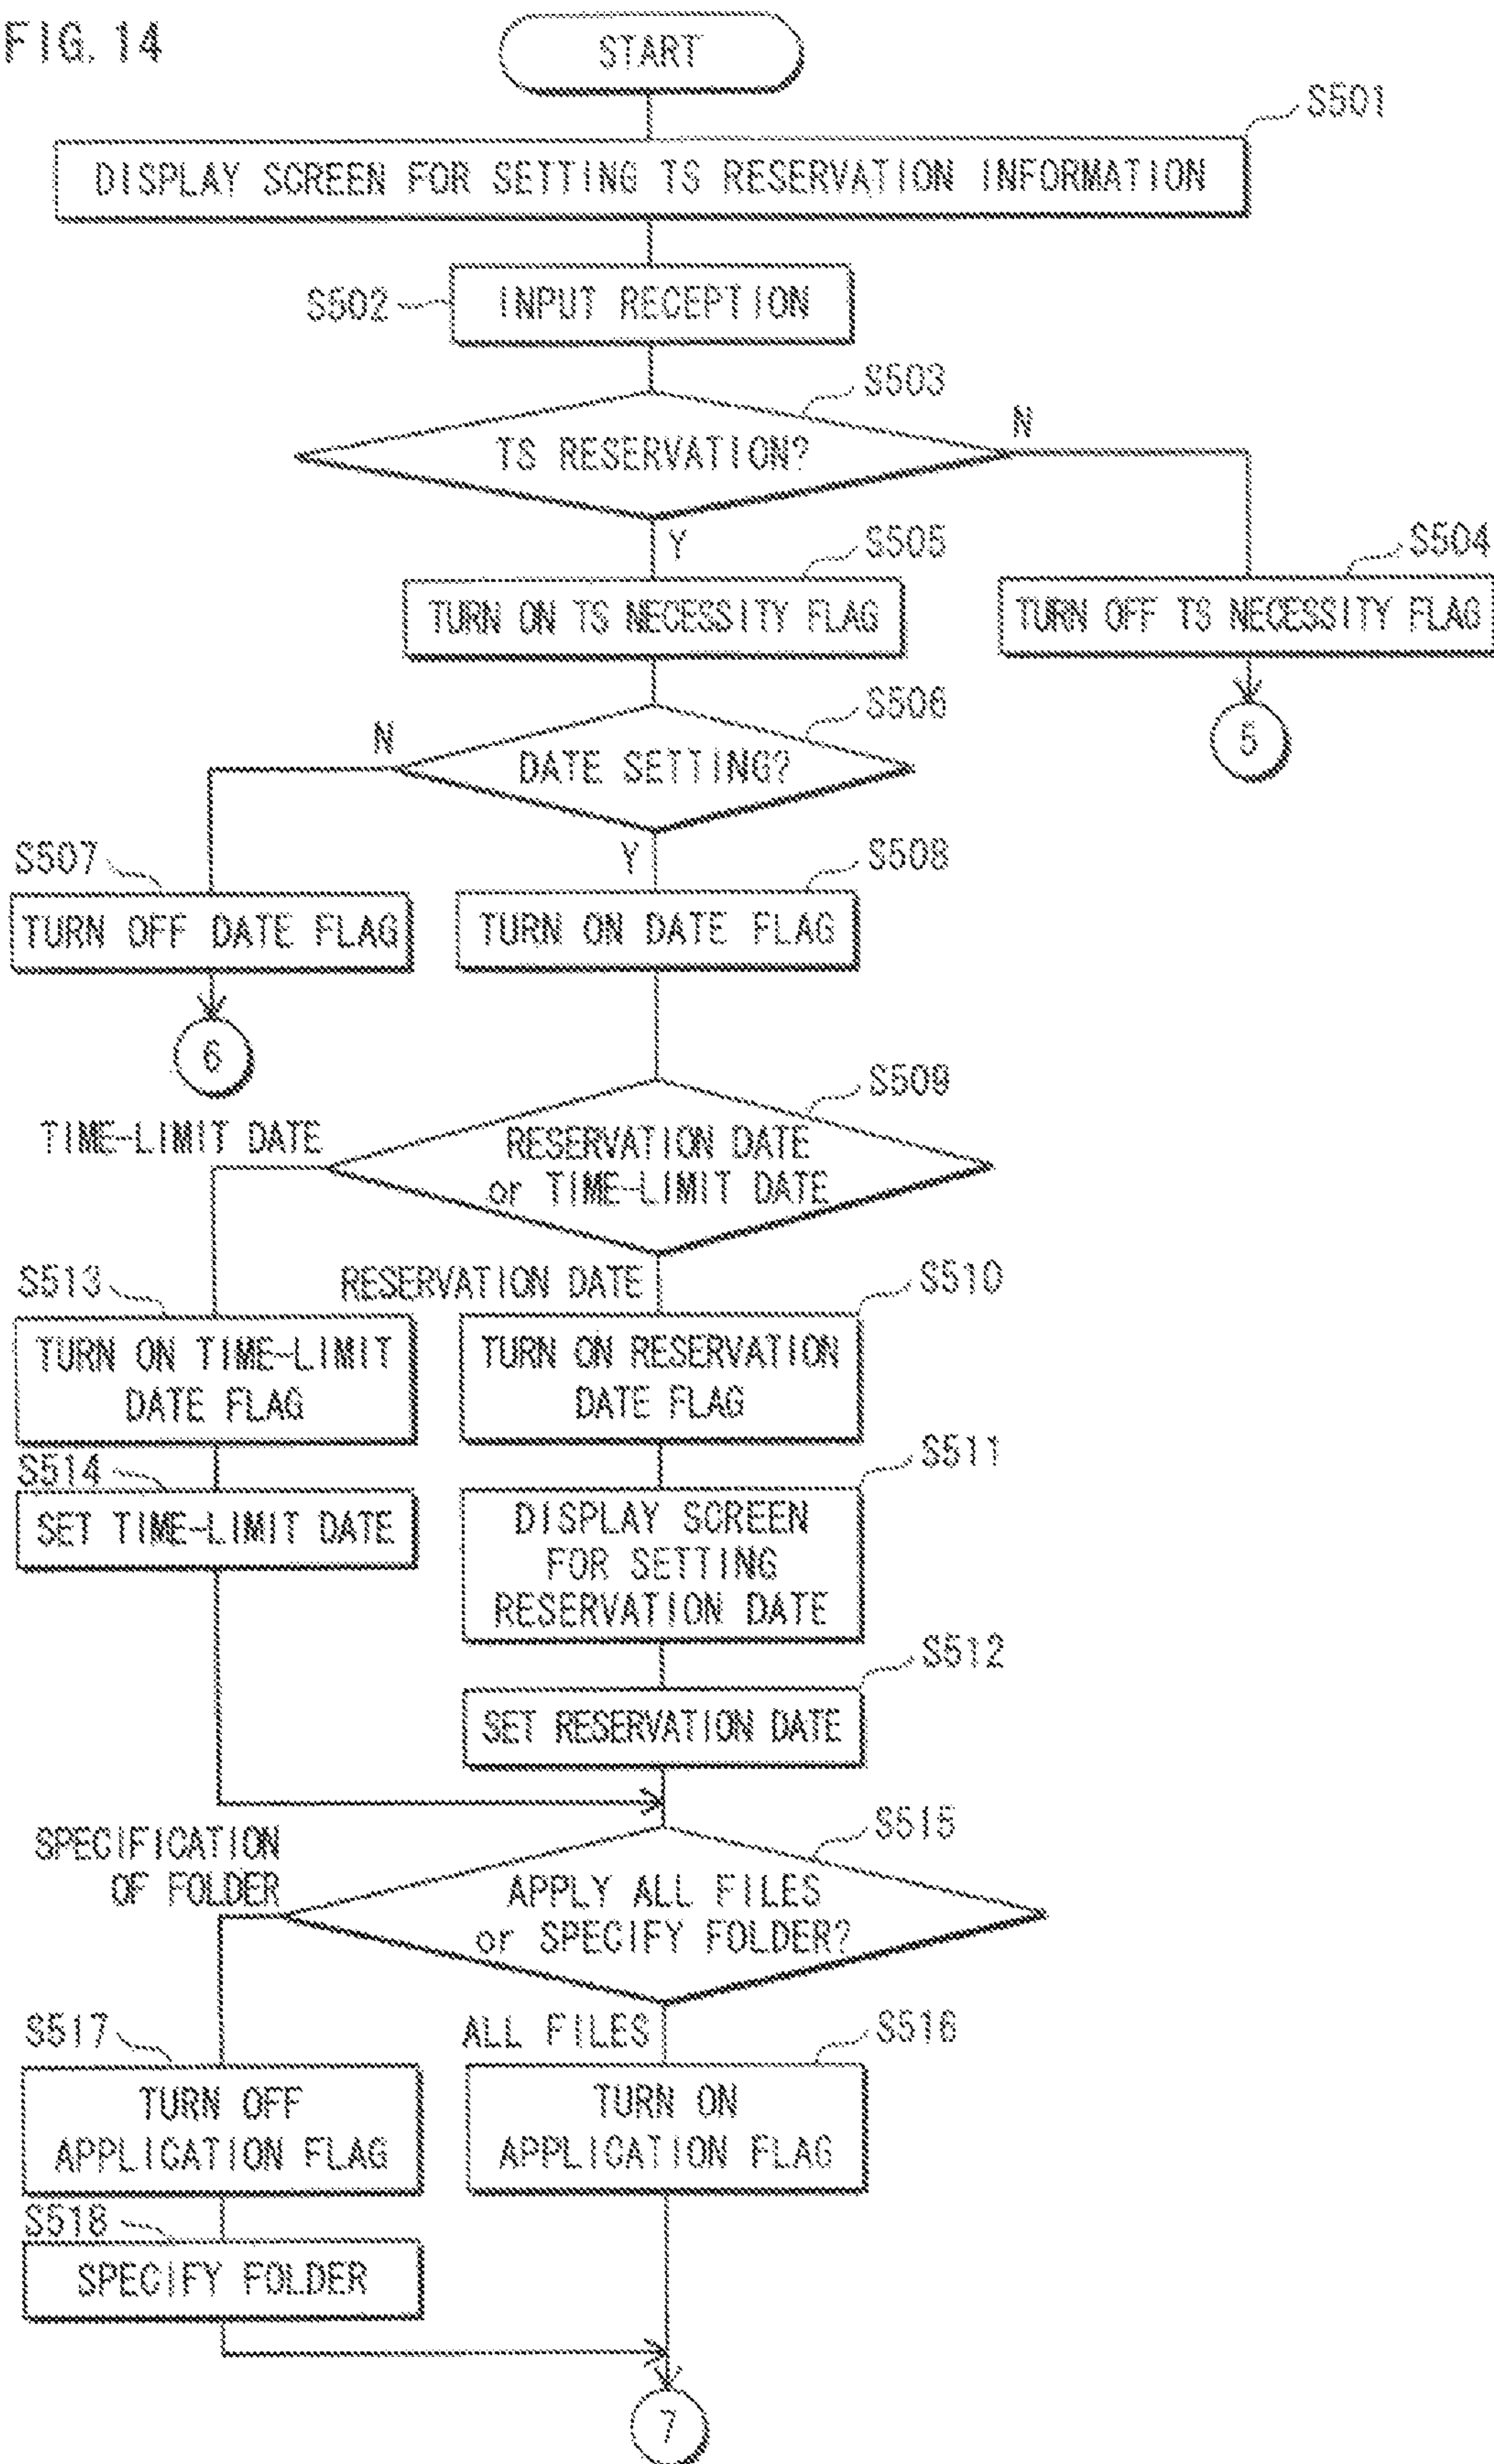 FIG. 14
START
S501
DISPLAY SCREEN FOR SETTING TS RESERVATION INFORMATION
S502
INPUT RECEPTION
S503
TS RESERVATION?
N
Y
S505
S504
TURN ON TS NECESSITY FLAG
TURN OFF TS NECESSITY FLAG
S506
N
DATE SETTING?
5
S507
Y
S508
TURN OFF DATE FLAG
TURN ON DATE FLAG
6
S509
TIME-LIMIT DATE
RESERVATION DATE
or TIME-LIMIT DATE
S513
RESERVATION DATE
S510
TURN ON TIME-LIMIT
DATE FLAG
TURN ON RESERVATION
DATE FLAG
S514
S511
SET TIME-LIMIT DATE
DISPLAY SCREEN
FOR SETTING
RESERVATION DATE
S512
SET RESERVATION DATE
S515
SPECIFICATION
OF FOLDER
APPLY ALL FILES
or SPECIFY FOLDER?
S517
ALL FILES
S516
TURN OFF
APPLICATION FLAG
TURN ON
APPLICATION FLAG
S518
SPECIFY FOLDER
7